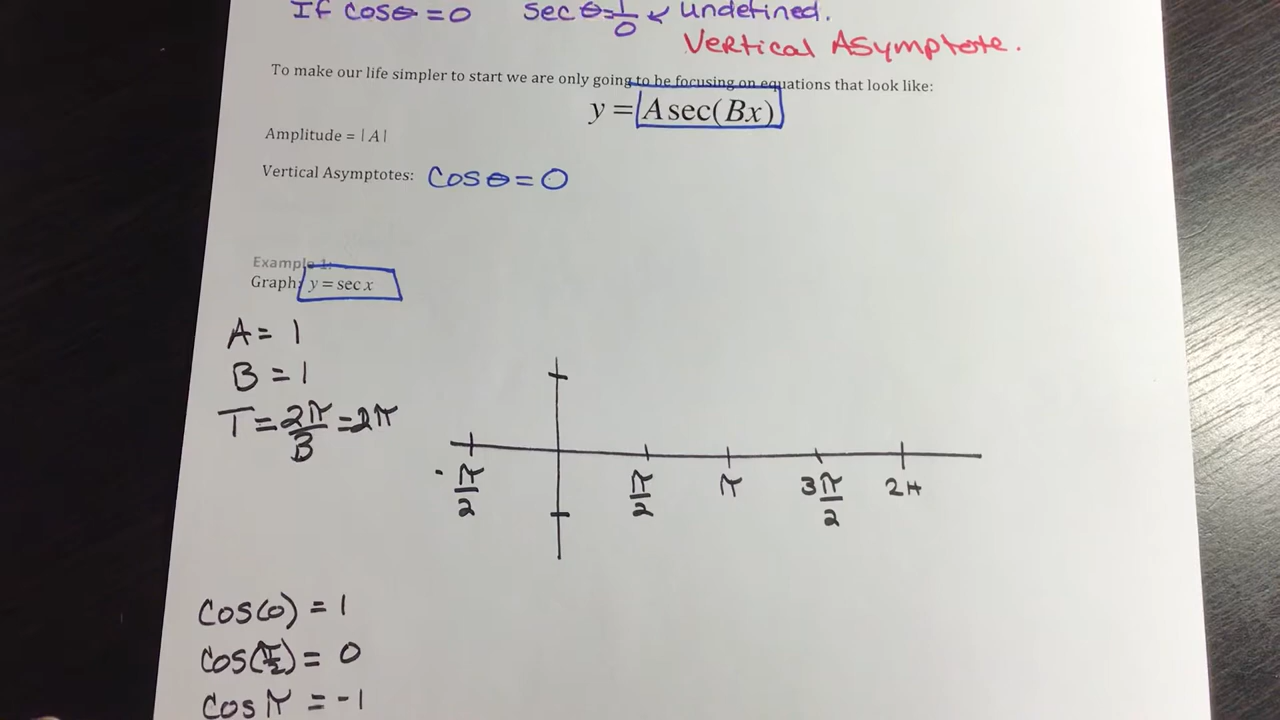 If cosθ = 0 secθ = 1/0 ↙ undefined.
Vertical Asymptote.
To make our life simpler to start we are only going to be focusing on equations that look like:
y = A sec(Bx)
Amplitude = | A |
Vertical Asymptotes: cosθ = 0
Example 1:
Graph: y = sec x
A = 1
B = 1
T = 2π/B = 2π
-π/2 π/2 π 3π/2 2π
cos(0) = 1
cos(π/2) = 0
cos π = -1